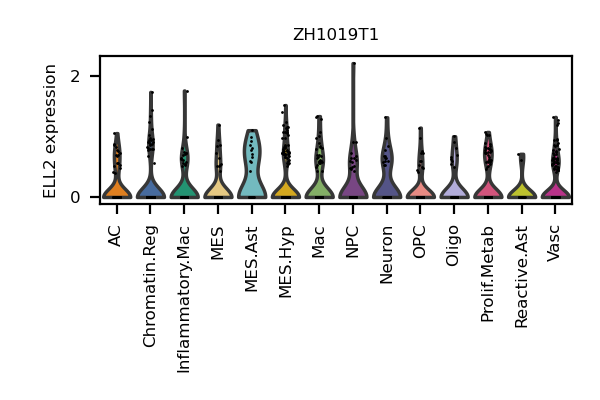 ZH1019T1
ELL2 expression
2
0
AC
Chromatin.Reg
Inflammatory.Mac
MES
MES.Ast
MES.Hyp
Mac
NPC
Neuron
OPC
Oligo
Prolif.Metab
Reactive.Ast
Vasc